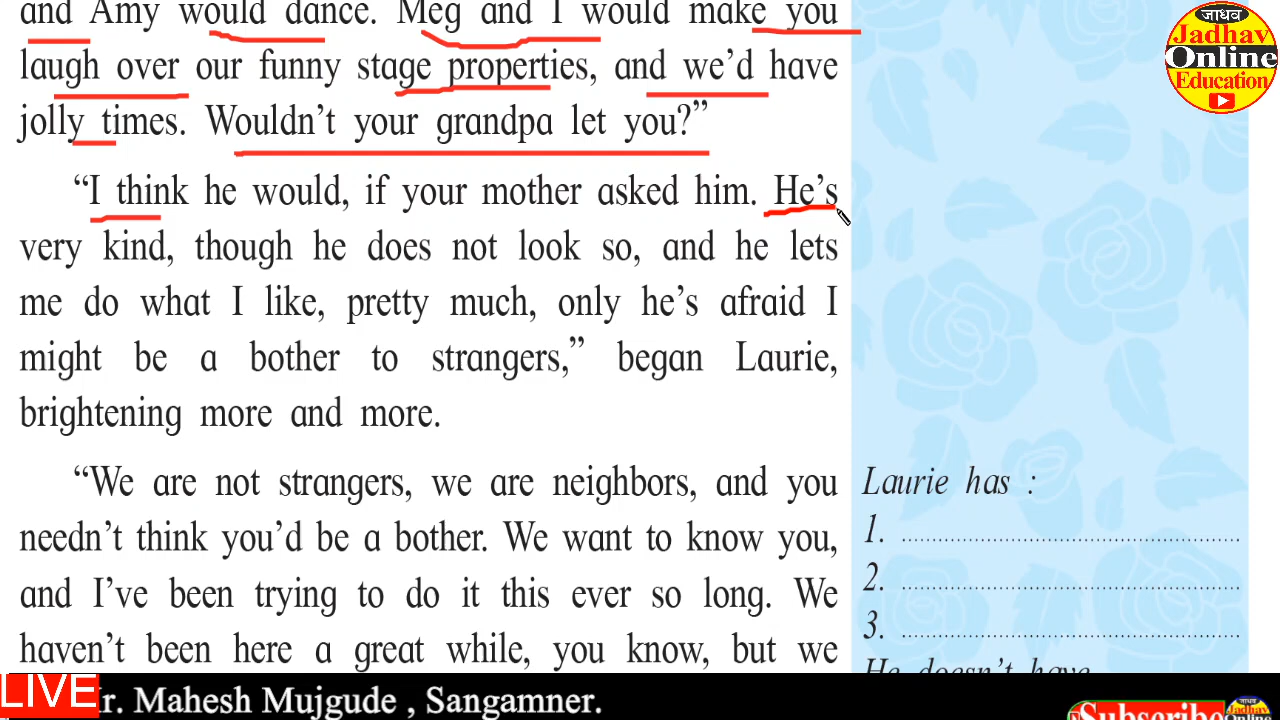 and Amy would dance. Meg and I would make you
laugh over our funny stage properties, and we’d have
jolly times. Wouldn’t your grandpa let you?”
“I think he would, if your mother asked him. He’s
very kind, though he does not look so, and he lets
me do what I like, pretty much, only he’s afraid I
might be a bother to strangers,” began Laurie,
brightening more and more.
“We are not strangers, we are neighbors, and you
needn’t think you’d be a bother. We want to know you,
and I’ve been trying to do it this ever so long. We
haven’t been here a great while, you know, but we
जाधव
Jadhav
Online
Education
Laurie has :
1. ........................................................
2. ........................................................
3. ........................................................
He doesn’t have
LIVE
Mr. Mahesh Mujgude , Sangamner.
Subscribe